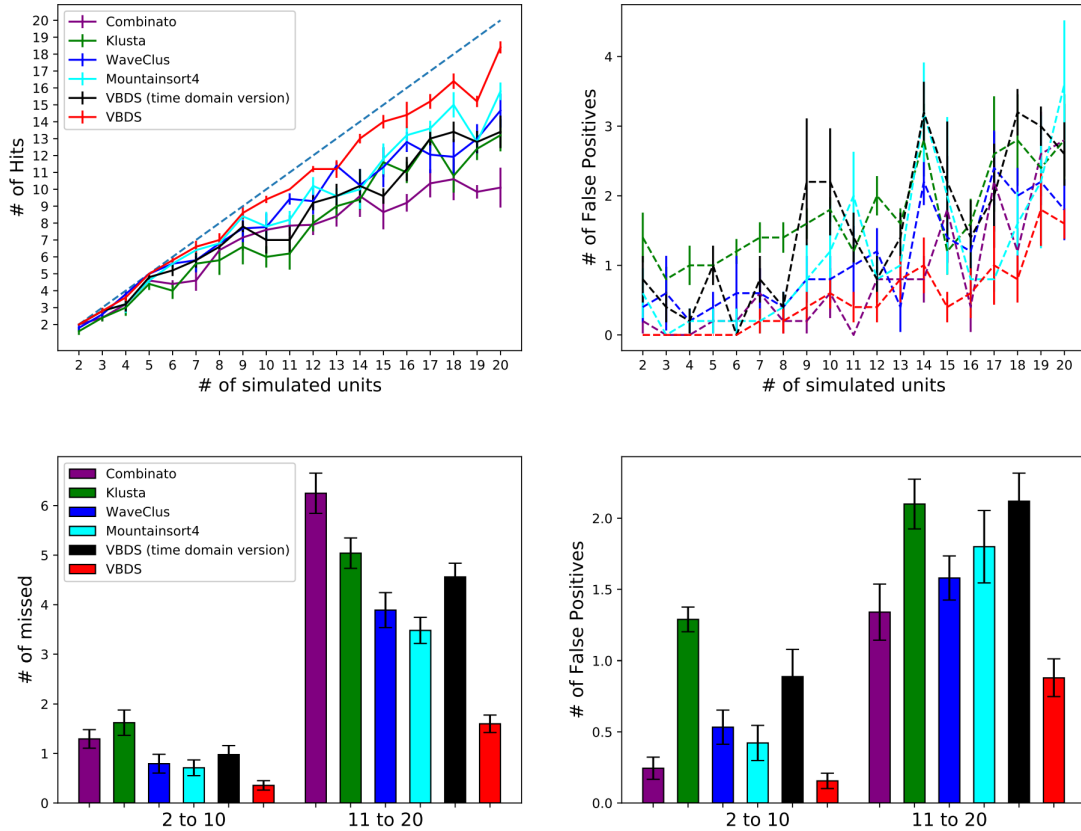 20
19
18
17
16
15
14
13
12
11
10
9
8
7
6
5
4
3
2
# of Hits
Combinato
Klusta
WaveClus
Mountainsort4
VBDS (time domain version)
VBDS
2 3 4 5 6 7 8 9 10 11 12 13 14 15 16 17 18 19 20
# of simulated units
4
3
2
1
0
# of False Positives
2 3 4 5 6 7 8 9 10 11 12 13 14 15 16 17 18 19 20
# of simulated units
6
5
4
3
2
1
0
# of missed
Combinato
Klusta
WaveClus
Mountainsort4
VBDS (time domain version)
VBDS
2 to 10 11 to 20
2.0
1.5
1.0
0.5
0.0
# of False Positives
2 to 10 11 to 20